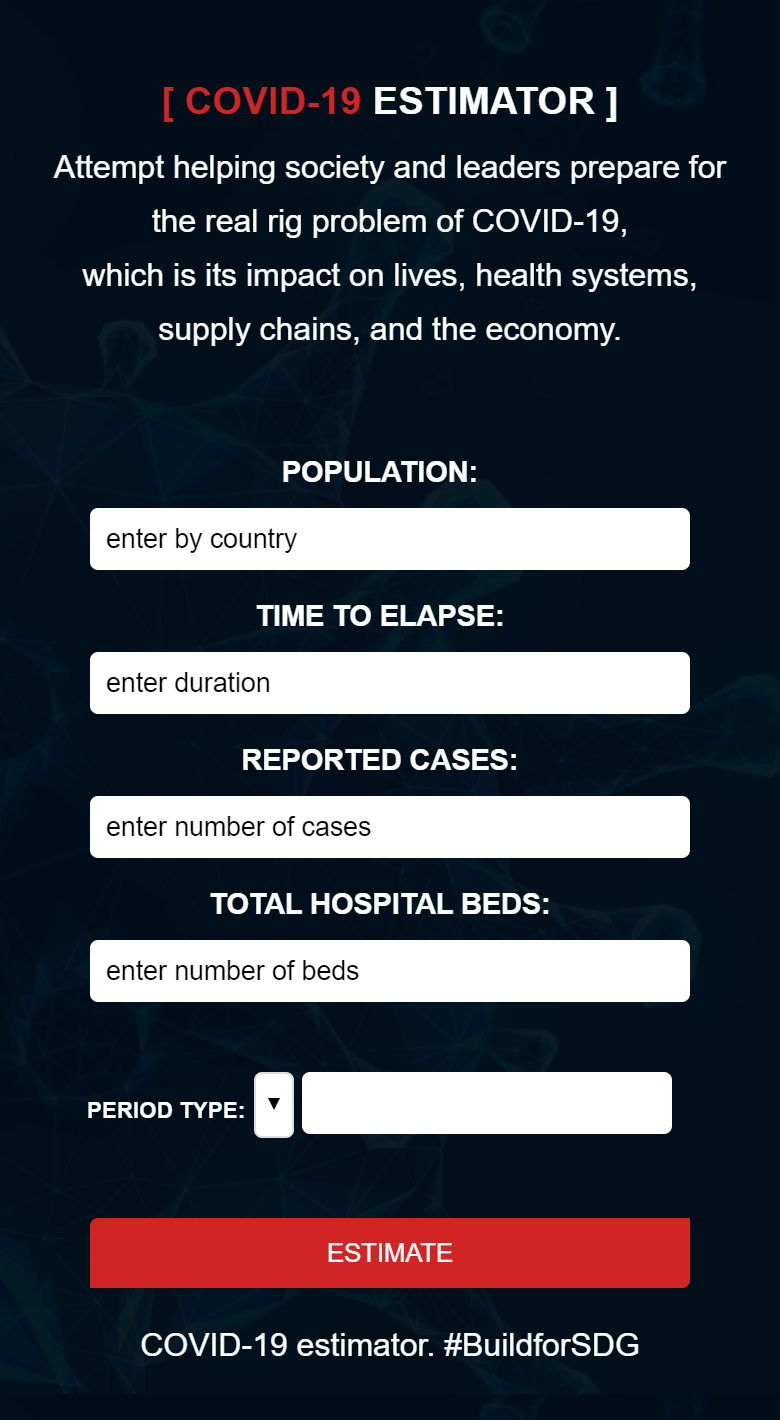 [ COVID-19 ESTIMATOR ]
Attempt helping society and leaders prepare for
the real rig problem of COVID-19,
which is its impact on lives, health systems,
supply chains, and the economy.
POPULATION:
enter by country
TIME TO ELAPSE:
enter duration
REPORTED CASES:
enter number of cases
TOTAL HOSPITAL BEDS:
enter number of beds
PERIOD TYPE: ▼
ESTIMATE
COVID-19 estimator. #BuildforSDG